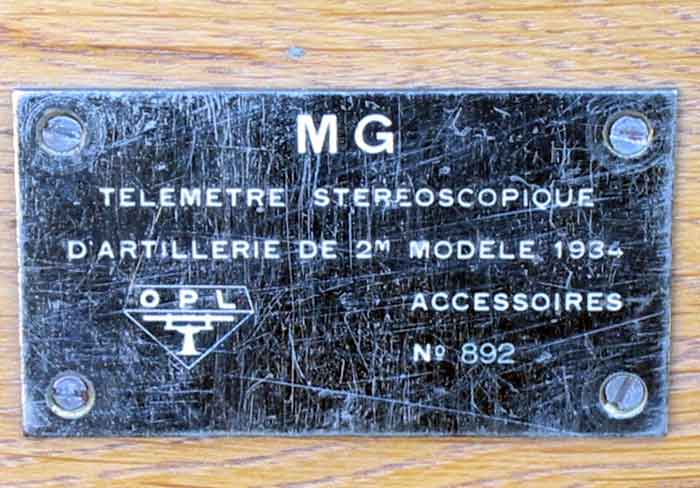 MG
TELEMETRE STEREOSCOPIQUE
D'ARTILLERIE DE 2M MODELE 1934
OPL
ACCESSOIRES
Nº 892